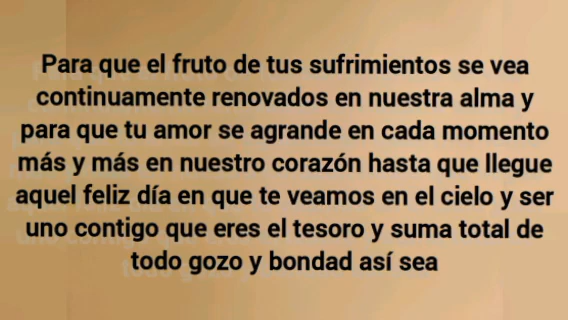 Para que el fruto de tus sufrimientos se vea
continuamente renovados en nuestra alma y
para que tu amor se agrande en cada momento
más y más en nuestro corazón hasta que llegue
aquel feliz día en que te veamos en el cielo y ser
uno contigo que eres el tesoro y suma total de
todo gozo y bondad así sea